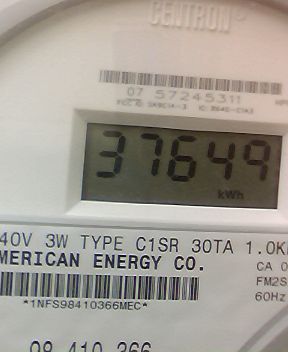 CENTRON®
07 57245311
37649
kWh
40V 3W TYPE C1SR 30TA 1.0K
MERICAN ENERGY CO.
CA 0
FM2S
60Hz
*1NFS98410366MEC*
98 410 366